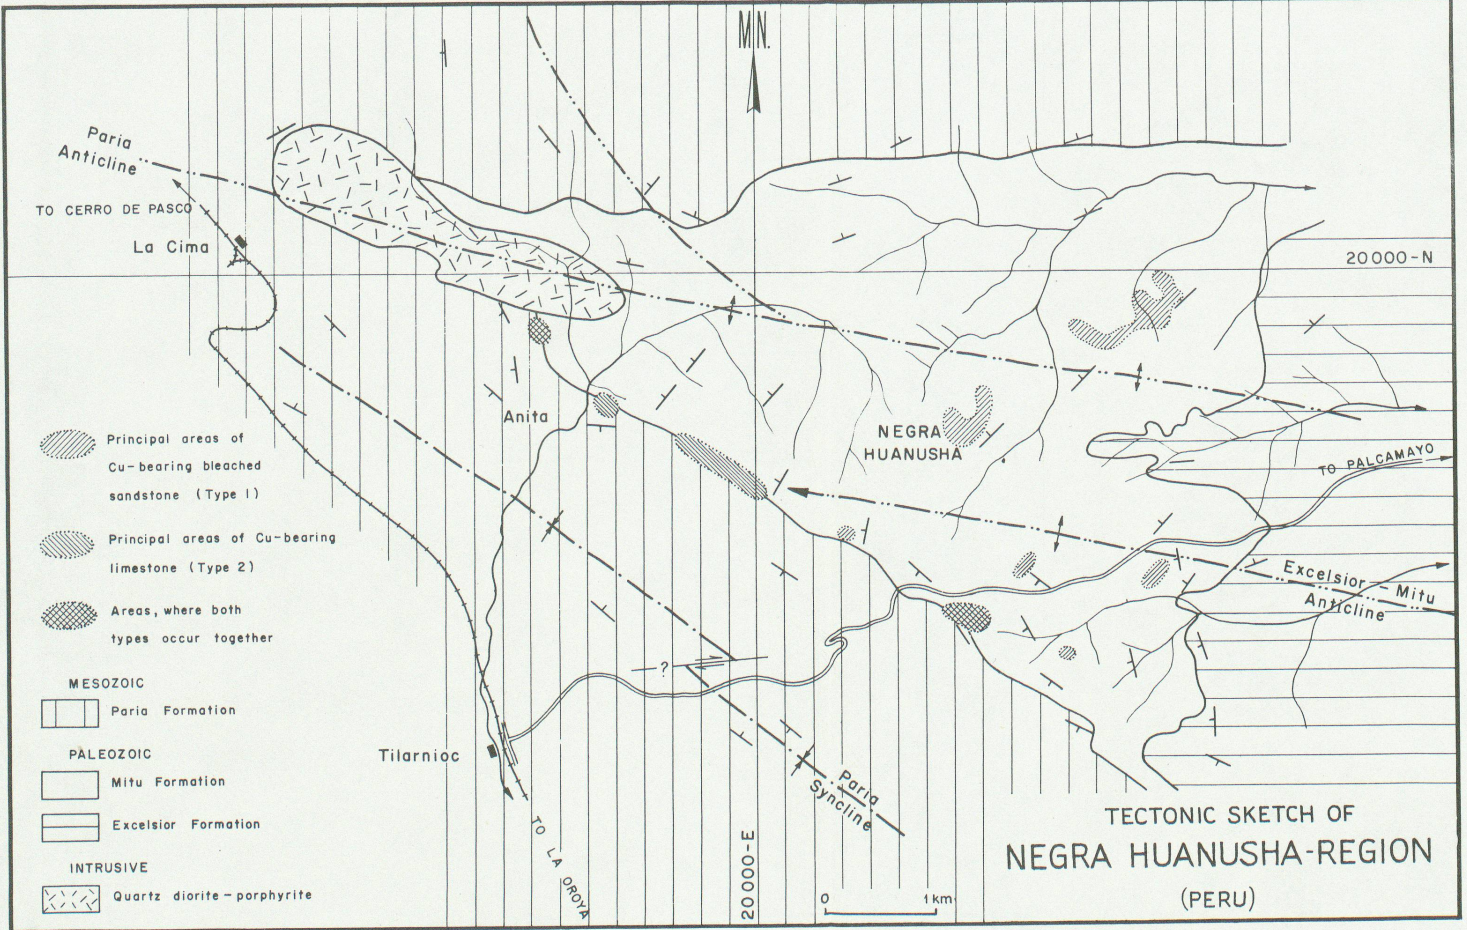 M.N.
Paria
Anticline
TO CERRO DE PASCO
La Cima
20000-N
Anita
NEGRA
HUANUSHA
TO PALCAMAYO
Principal areas of
Cu-bearing bleached
sandstone (Type 1)
Principal areas of Cu-bearing
limestone (Type 2)
Areas, where both
types occur together
Excelsior - Mitu
Anticline
?
MESOZOIC
Paria Formation
PALEOZOIC
Mitu Formation
Excelsior Formation
INTRUSIVE
Quartz diorite-porphyrite
Tilarnioc
Paria
Syncline
TO LA OROYA
20000-E
0 1 km
TECTONIC SKETCH OF
NEGRA HUANUSHA-REGION
(PERU)